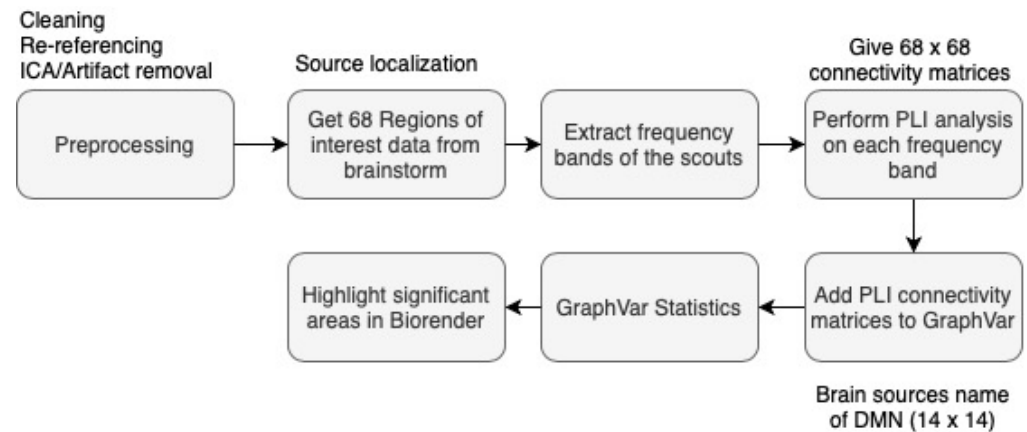 Cleaning
Re-referencing
ICA/Artifact removal
Preprocessing
Source localization
Get 68 Regions of
interest data from
brainstorm
Extract frequency
bands of the scouts
Give 68 x 68
connectivity matrices
Perform PLI analysis
on each frequency
band
Add PLI connectivity
matrices to GraphVar
Brain sources name
of DMN (14 x 14)
GraphVar Statistics
Highlight significant
areas in Biorender